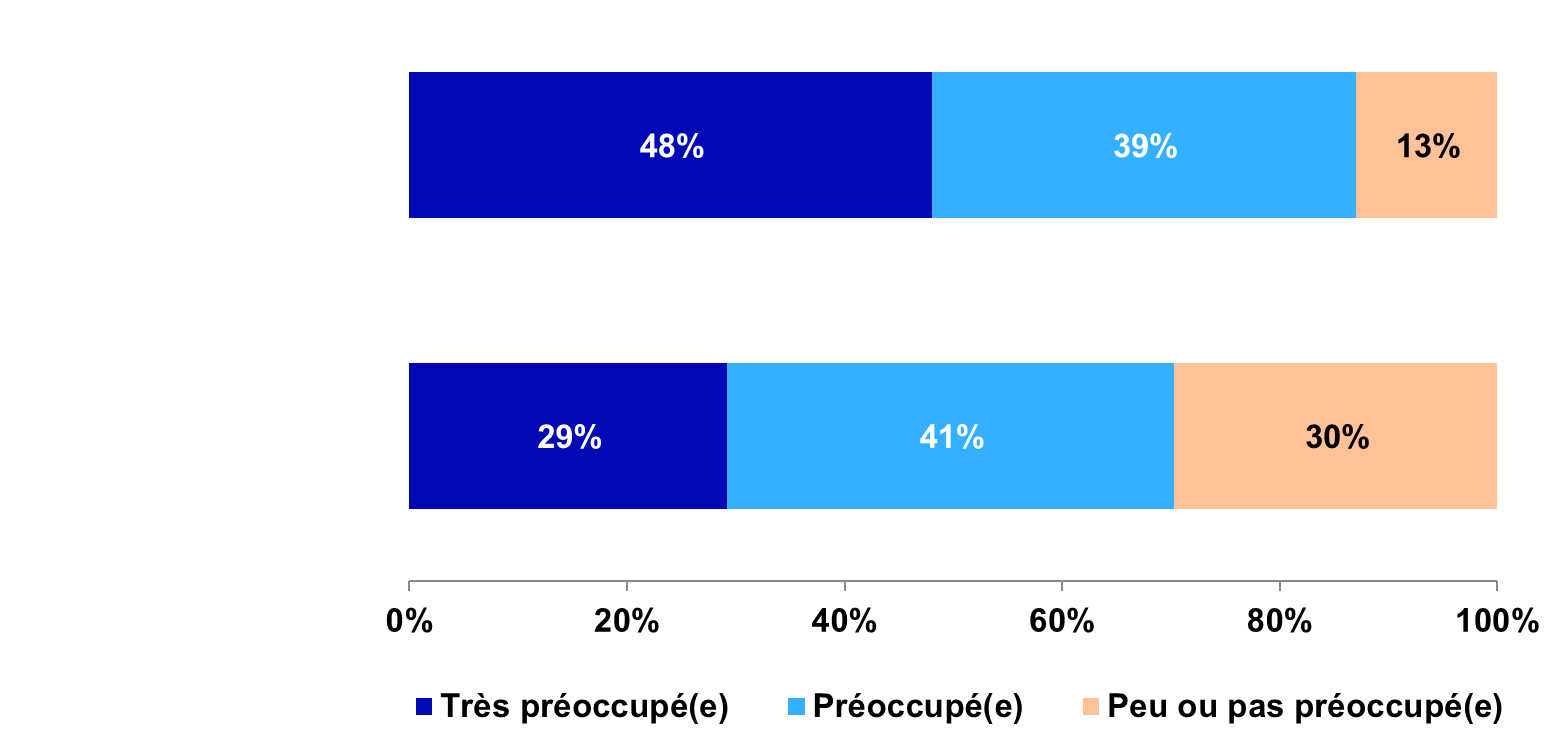 48% 39% 13%
29% 41% 30%
0% 20% 40% 60% 80% 100%
Très préoccupé(e) Préoccupé(e) Peu ou pas préoccupé(e)